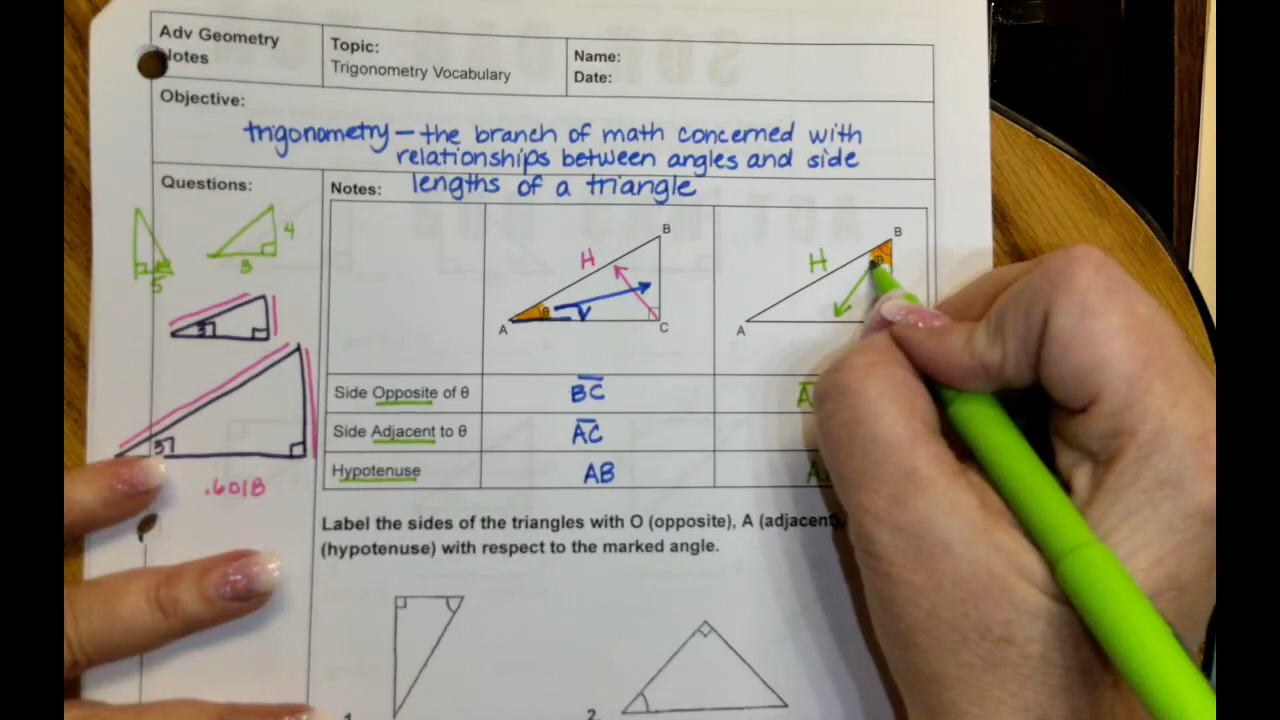 Adv Geometry
Notes
Topic:
Trigonometry Vocabulary
Name:
Date:
Objective:
trigonometry — the branch of math concerned with
relationships between angles and side
lengths of a triangle
Questions:
4
3
5
37
37
.6018
Notes:
B
H
θ
A
C
B
H
θ
A
Side Opposite of θ
BC
A
Side Adjacent to θ
AC
Hypotenuse
AB
A
Label the sides of the triangles with O (opposite), A (adjacent),
(hypotenuse) with respect to the marked angle.
1.
2.